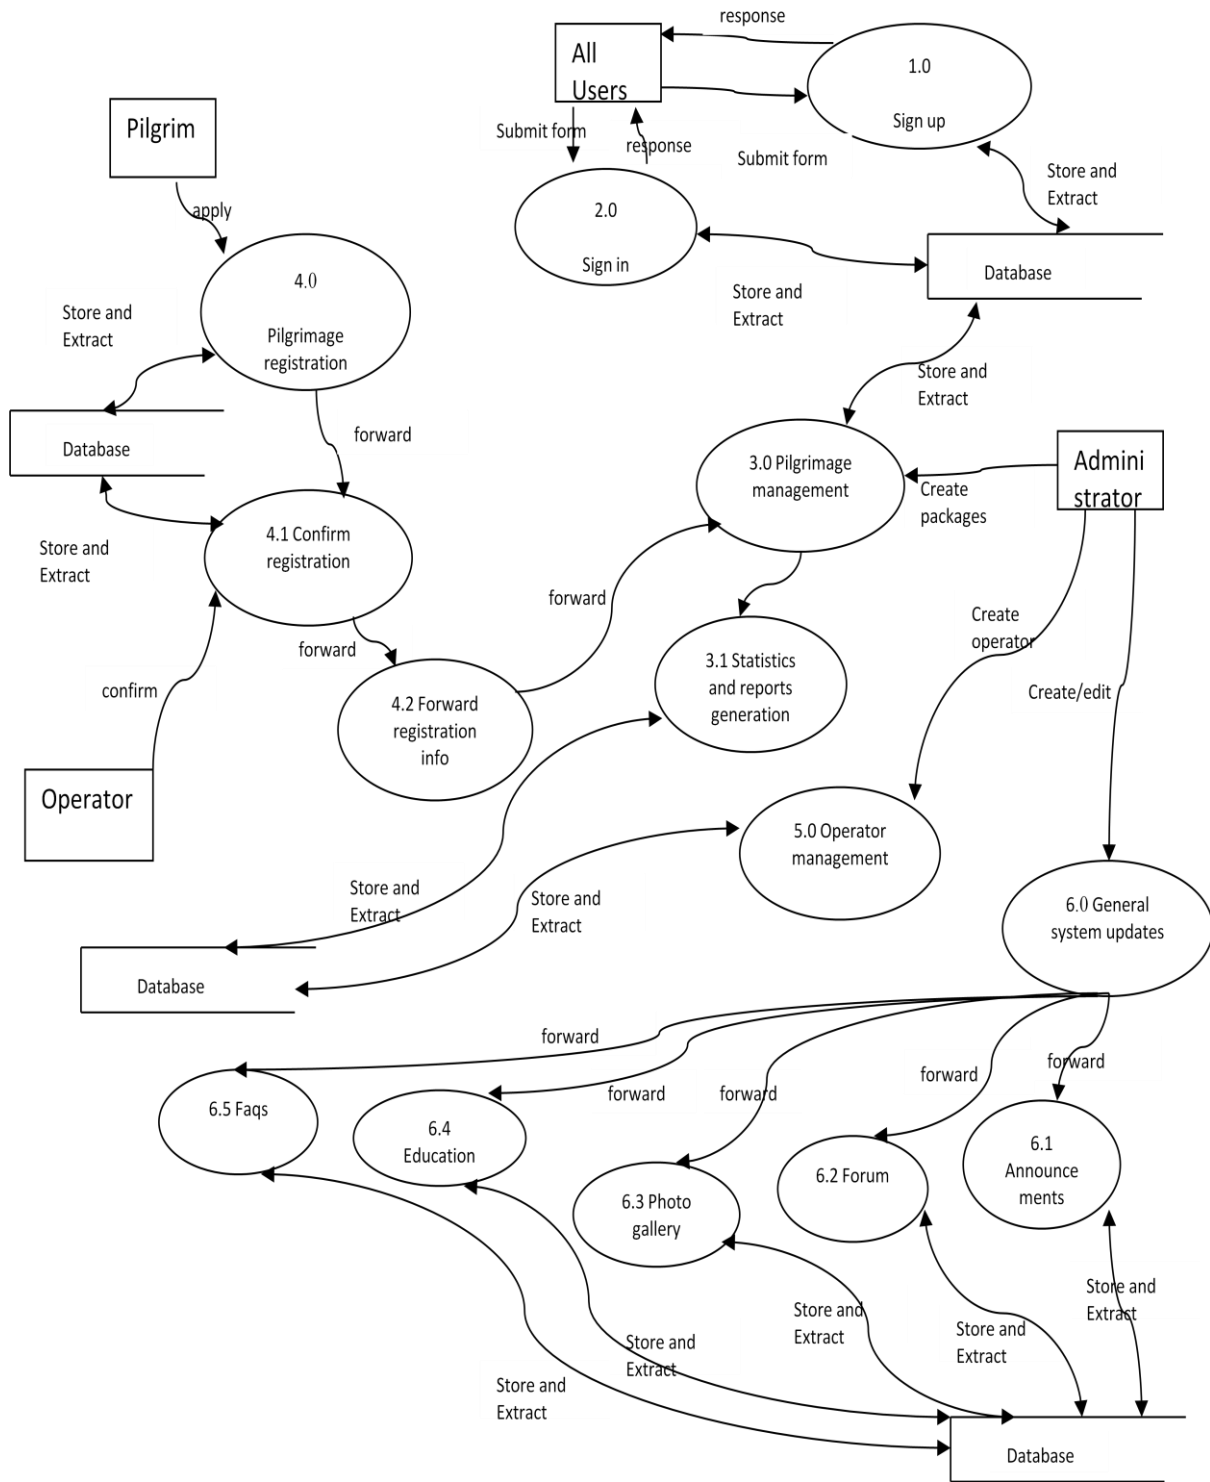 response
All
Users
1.0
Sign up
Pilgrim
Submit form
response
Submit form
Store and
Extract
apply
2.0
Sign in
4.0
Pilgrimage
registration
Database
Store and
Extract
Store and
Extract
Store and
Extract
forward
Database
3.0 Pilgrimage
management
Create
packages
Admini
strator
4.1 Confirm
registration
Store and
Extract
forward
forward
Create
operator
3.1 Statistics
and reports
generation
confirm
Create/edit
4.2 Forward
registration
info
Operator
5.0 Operator
management
Store and
Extract
Store and
Extract
6.0 General
system updates
Database
forward
forward
forward
forward
forward
6.5 Faqs
6.4
Education
6.3 Photo
gallery
6.2 Forum
6.1
Announce
ments
Store and
Extract
Store and
Extract
Store and
Extract
Store and
Extract
Store and
Extract
Database